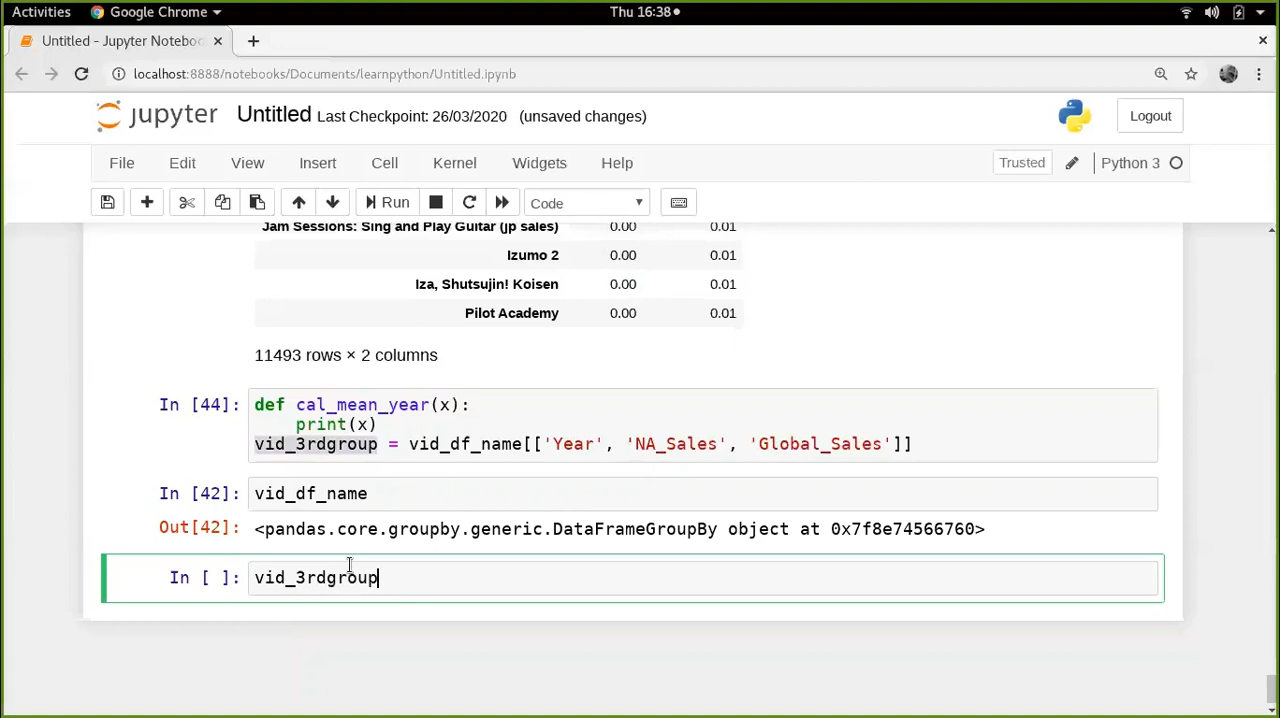 Activities Google Chrome Thu 16:38
Untitled - Jupyter Noteboo
localhost:8888/notebooks/Documents/learnpython/Untitled.ipynb
jupyter Untitled Last Checkpoint: 26/03/2020 (unsaved changes) Logout
File Edit View Insert Cell Kernel Widgets Help Trusted Python 3
Run Code
Jam Sessions: Sing and Play Guitar (jp sales) 0.00 0.01
Izumo 2 0.00 0.01
Iza, Shutsujin! Koisen 0.00 0.01
Pilot Academy 0.00 0.01
11493 rows × 2 columns
In [44]: def cal_mean_year(x):
print(x)
vid_3rdgroup = vid_df_name[['Year', 'NA_Sales', 'Global_Sales']]
In [42]: vid_df_name
Out[42]: <pandas.core.groupby.generic.DataFrameGroupBy object at 0x7f8e74566760>
In [ ]: vid_3rdgroup